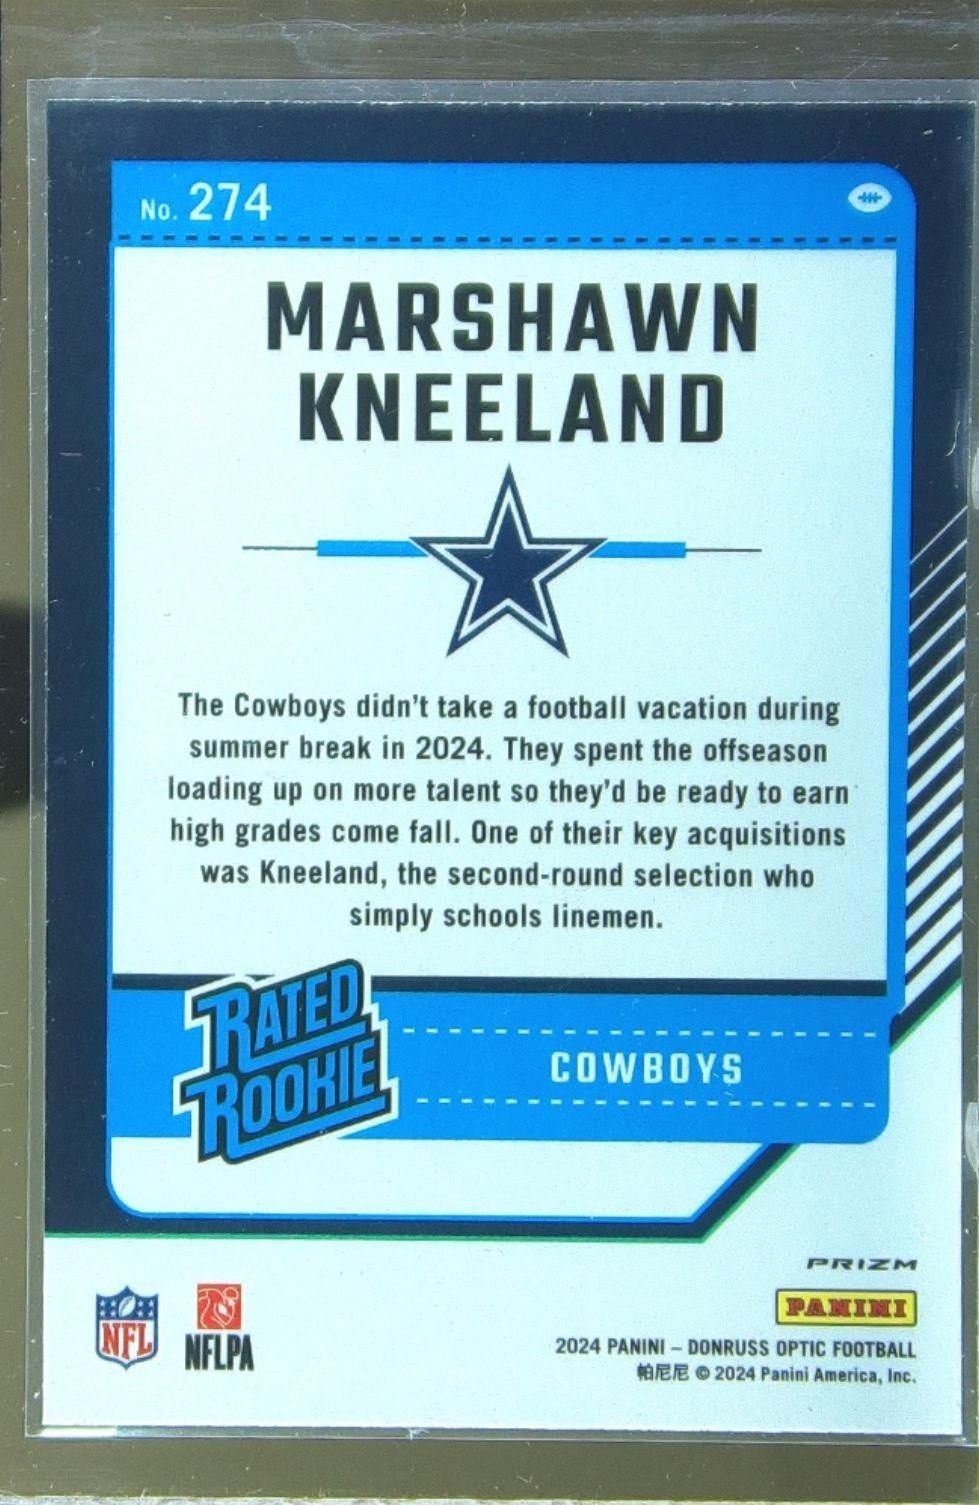 No. 274
MARSHAWN
KNEELAND
The Cowboys didn't take a football vacation during
summer break in 2024. They spent the offseason
loading up on more talent so they'd be ready to earn
high grades come fall. One of their key acquisitions
was Kneeland, the second-round selection who
simply schools linemen.
RATED
ROOKIE
COWBOYS
PRIZM
PANINI
NFL
NFLPA
2024 PANINI – DONRUSS OPTIC FOOTBALL
帕尼尼 © 2024 Panini America, Inc.